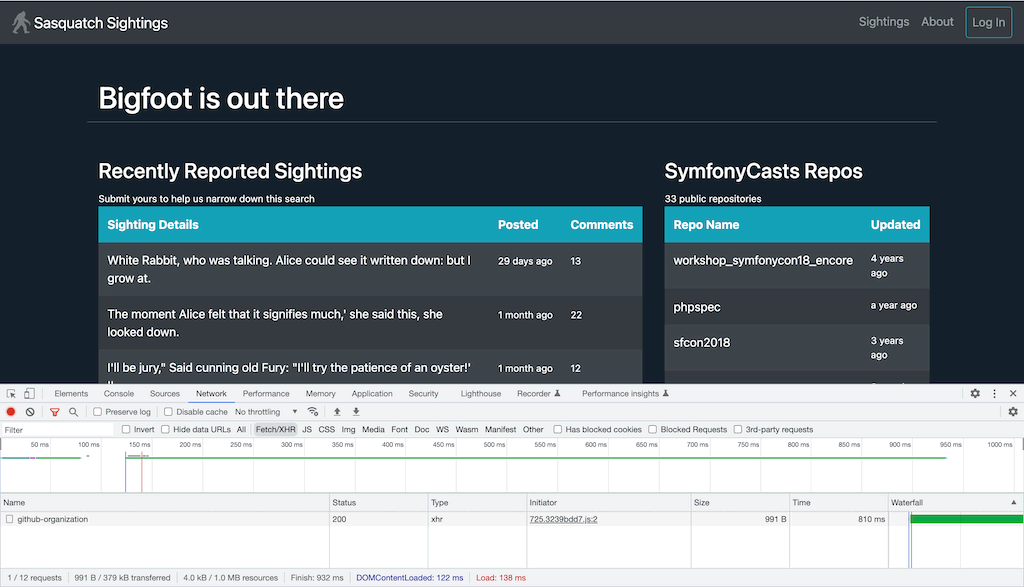 Sasquatch Sightings
Sightings About Log In
Bigfoot is out there
Recently Reported Sightings
Submit yours to help us narrow down this search
Sighting Details Posted Comments
White Rabbit, who was talking. Alice could see it written down: but I
grow at.
29 days ago 13
The moment Alice felt that it signifies much,' she said this, she
looked down.
1 month ago 22
I'll be jury," Said cunning old Fury: "I'll try the patience of an oyster!'
1 month ago 12
SymfonyCasts Repos
33 public repositories
Repo Name Updated
workshop_symfonycon18_encore
4 years
ago
phpspec a year ago
sfcon2018
3 years
ago
Elements Console Sources Network Performance Memory Application Security Lighthouse Recorder Performance insights
Preserve log Disable cache No throttling
Filter Invert Hide data URLs All Fetch/XHR JS CSS Img Media Font Doc WS Wasm Manifest Other Has blocked cookies Blocked Requests 3rd-party requests
50 ms 100 ms 150 ms 200 ms 250 ms 300 ms 350 ms 400 ms 450 ms 500 ms 550 ms 600 ms 650 ms 700 ms 750 ms 800 ms 850 ms 900 ms 950 ms 1000 ms
Name Status Type Initiator Size Time Waterfall
github-organization 200 xhr 725.3239bdd7.js:2 991 B 810 ms
1 / 12 requests 991 B / 379 kB transferred 4.0 kB / 1.0 MB resources Finish: 932 ms DOMContentLoaded: 122 ms Load: 138 ms